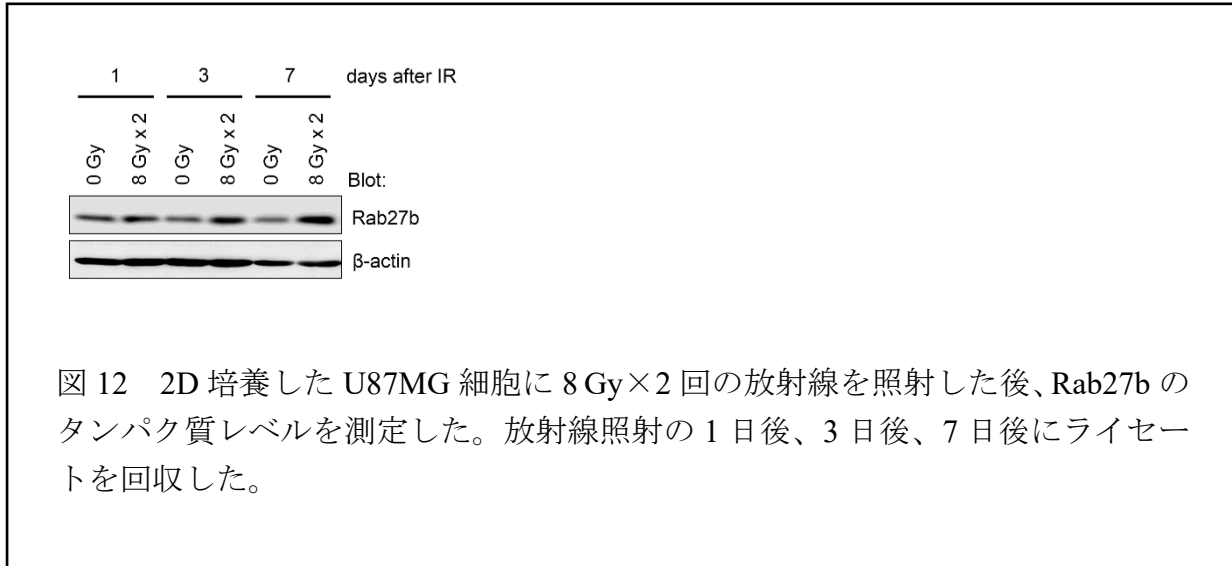 1 3 7 days after IR
0 Gy 8 Gy x 2 0 Gy 8 Gy x 2 0 Gy 8 Gy x 2
Blot:
Rab27b
β-actin
図 12 2D 培養した U87MG 細胞に 8 Gy×2 回の放射線を照射した後、Rab27b の
タンパク質レベルを測定した。放射線照射の 1 日後、3 日後、7 日後にライセー
トを回収した。